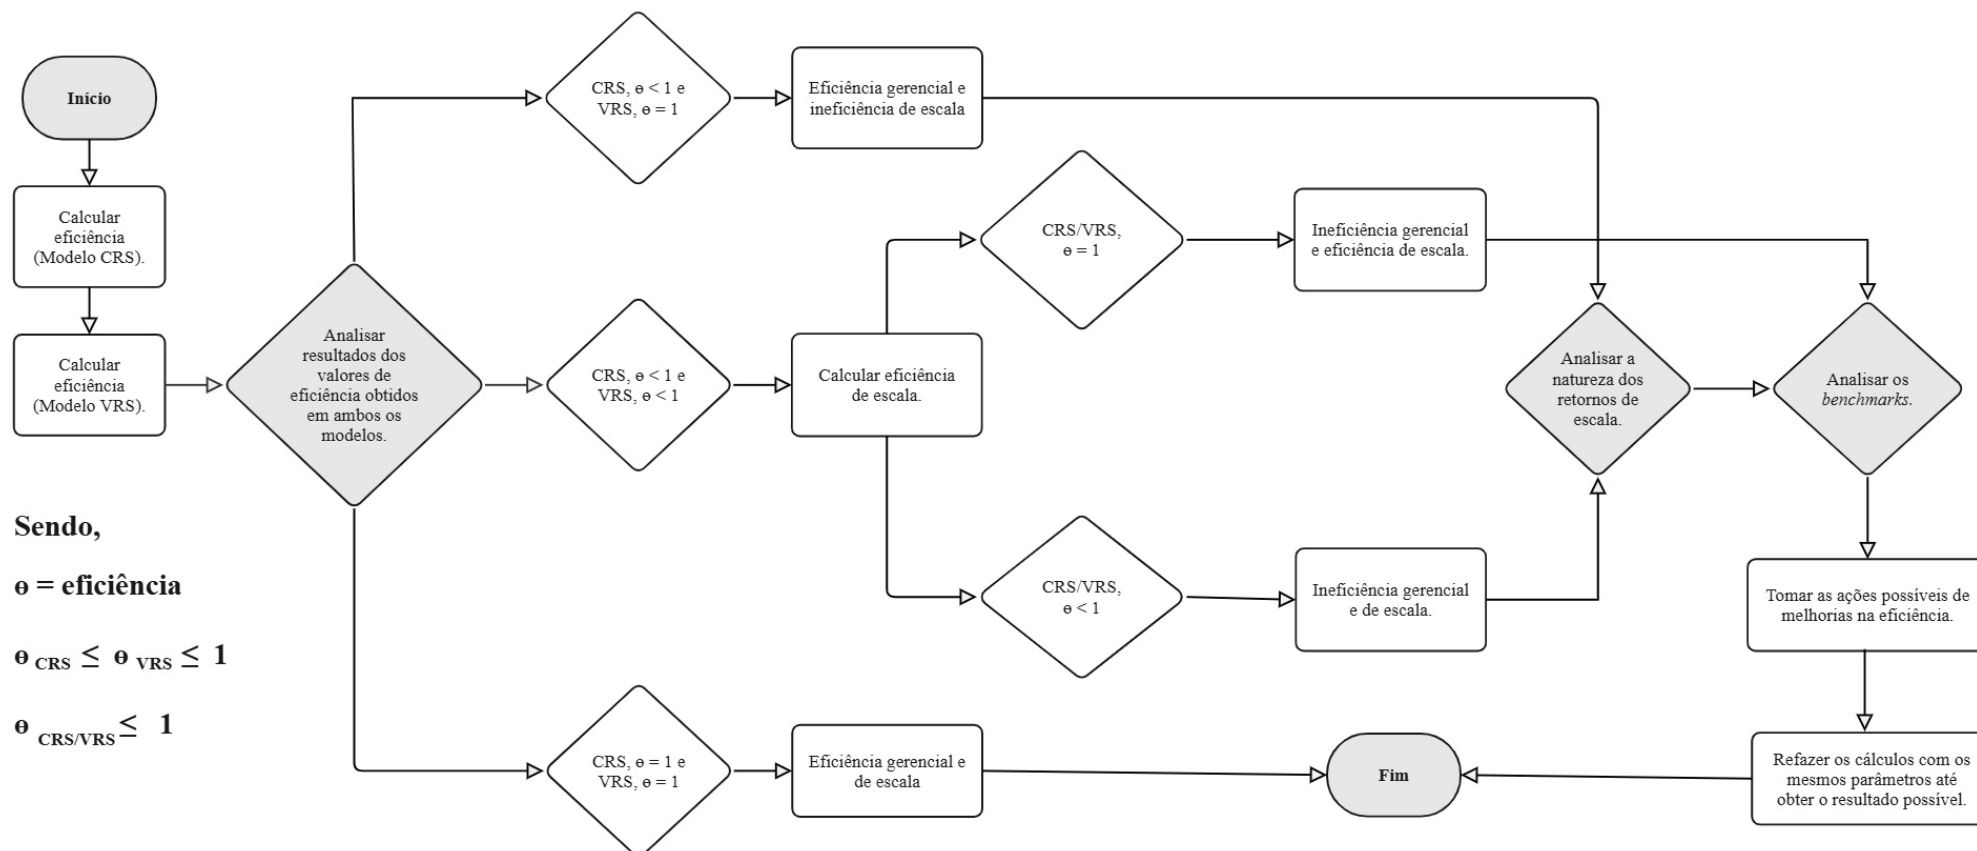 Início
Calcular
eficiência
(Modelo CRS).
Calcular
eficiência
(Modelo VRS).
Analisar
resultados dos
valores de
eficiência obtidos
em ambos os
modelos.
CRS, ɵ < 1 e
VRS, ɵ = 1
Eficiência gerencial e
ineficiência de escala
CRS, ɵ < 1 e
VRS, ɵ < 1
Calcular eficiência
de escala.
CRS/VRS,
ɵ = 1
Ineficiência gerencial
e eficiência de escala.
CRS/VRS,
ɵ < 1
Ineficiência gerencial
e de escala.
CRS, ɵ = 1 e
VRS, ɵ = 1
Eficiência gerencial e
de escala
Analisar a
natureza dos
retornos de
escala.
Analisar os
benchmarks.
Tomar as ações possíveis de
melhorias na eficiência.
Refazer os cálculos com os
mesmos parâmetros até
obter o resultado possível.
Fim
Sendo,
ɵ = eficiência
ɵ CRS ≤ ɵ VRS ≤ 1
ɵ CRS/VRS ≤ 1